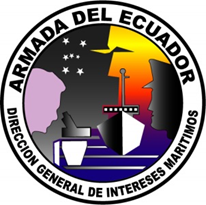 ARMADA DEL ECUADOR
DIRECCION GENERAL DE INTERESES MARITIMOS